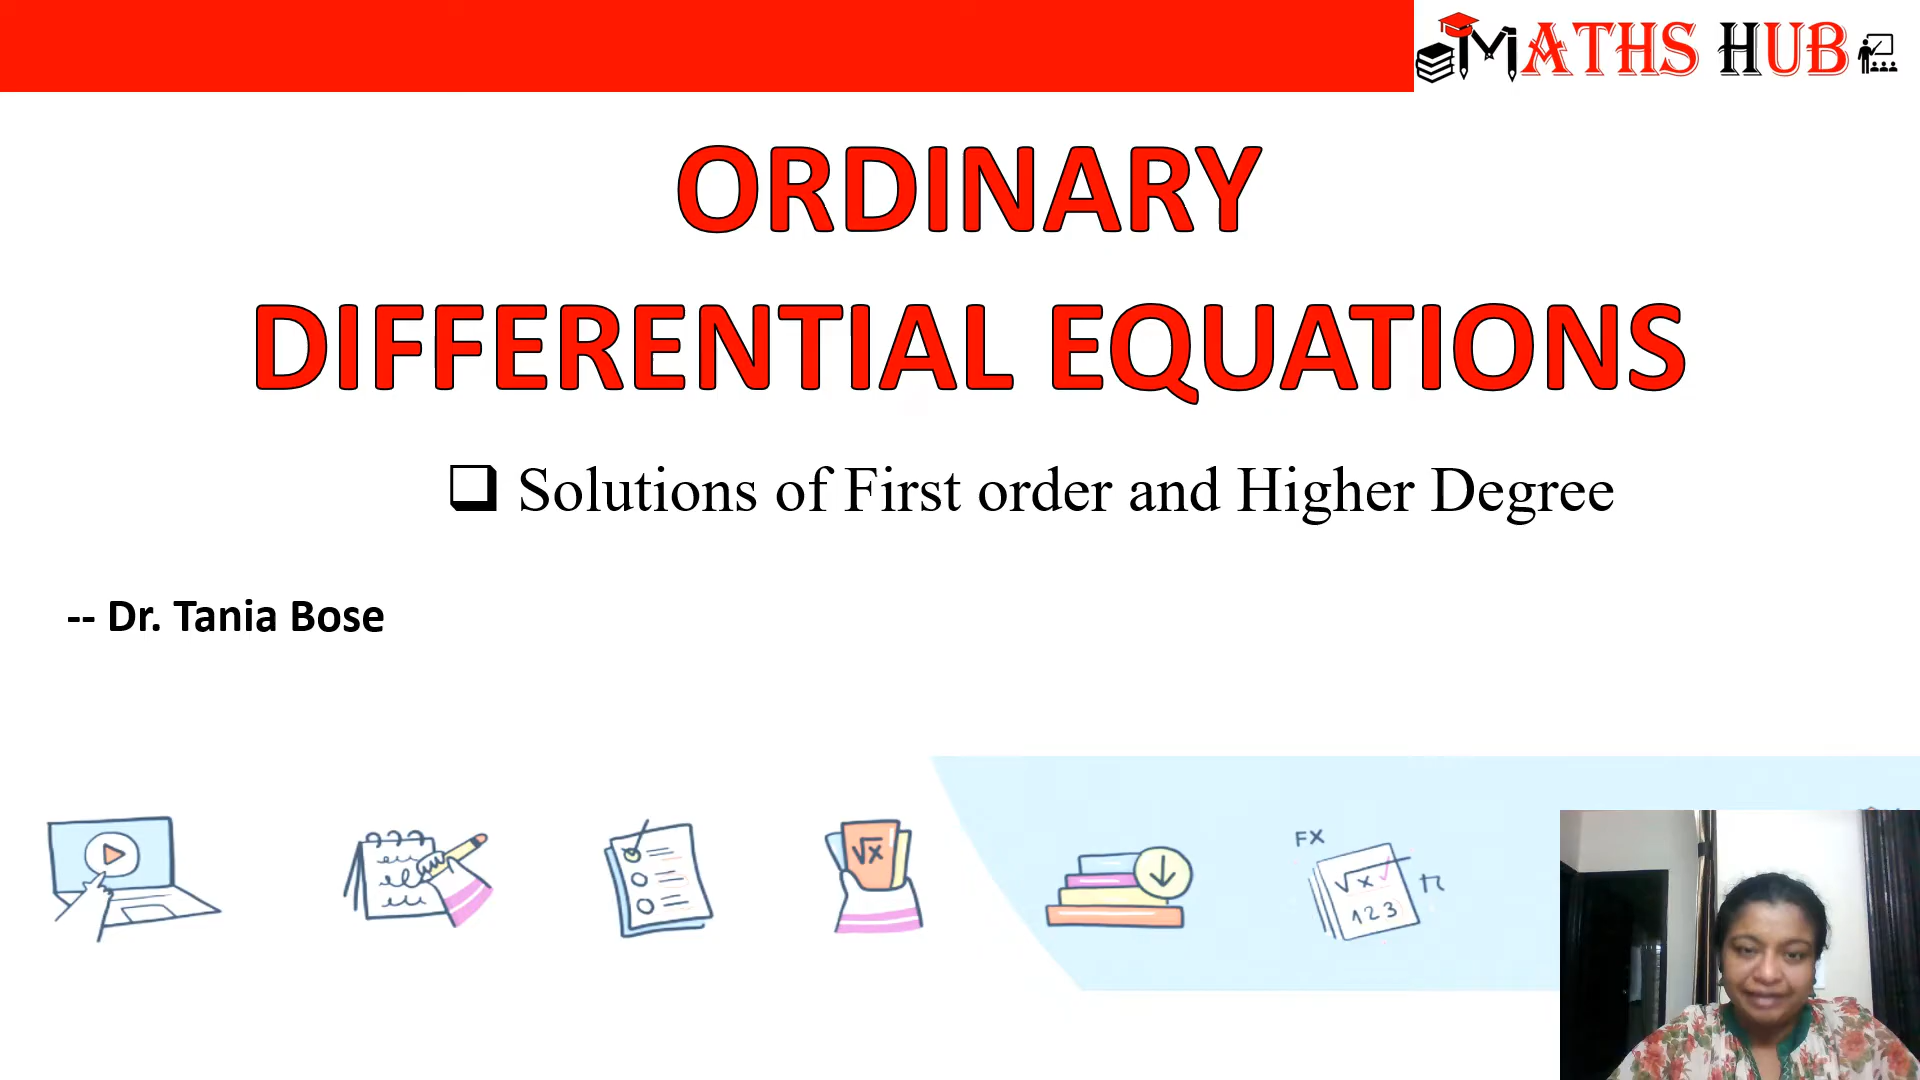 MATHS HUB
ORDINARY
DIFFERENTIAL EQUATIONS
❑ Solutions of First order and Higher Degree
-- Dr. Tania Bose
√x
FX
√x
123
π